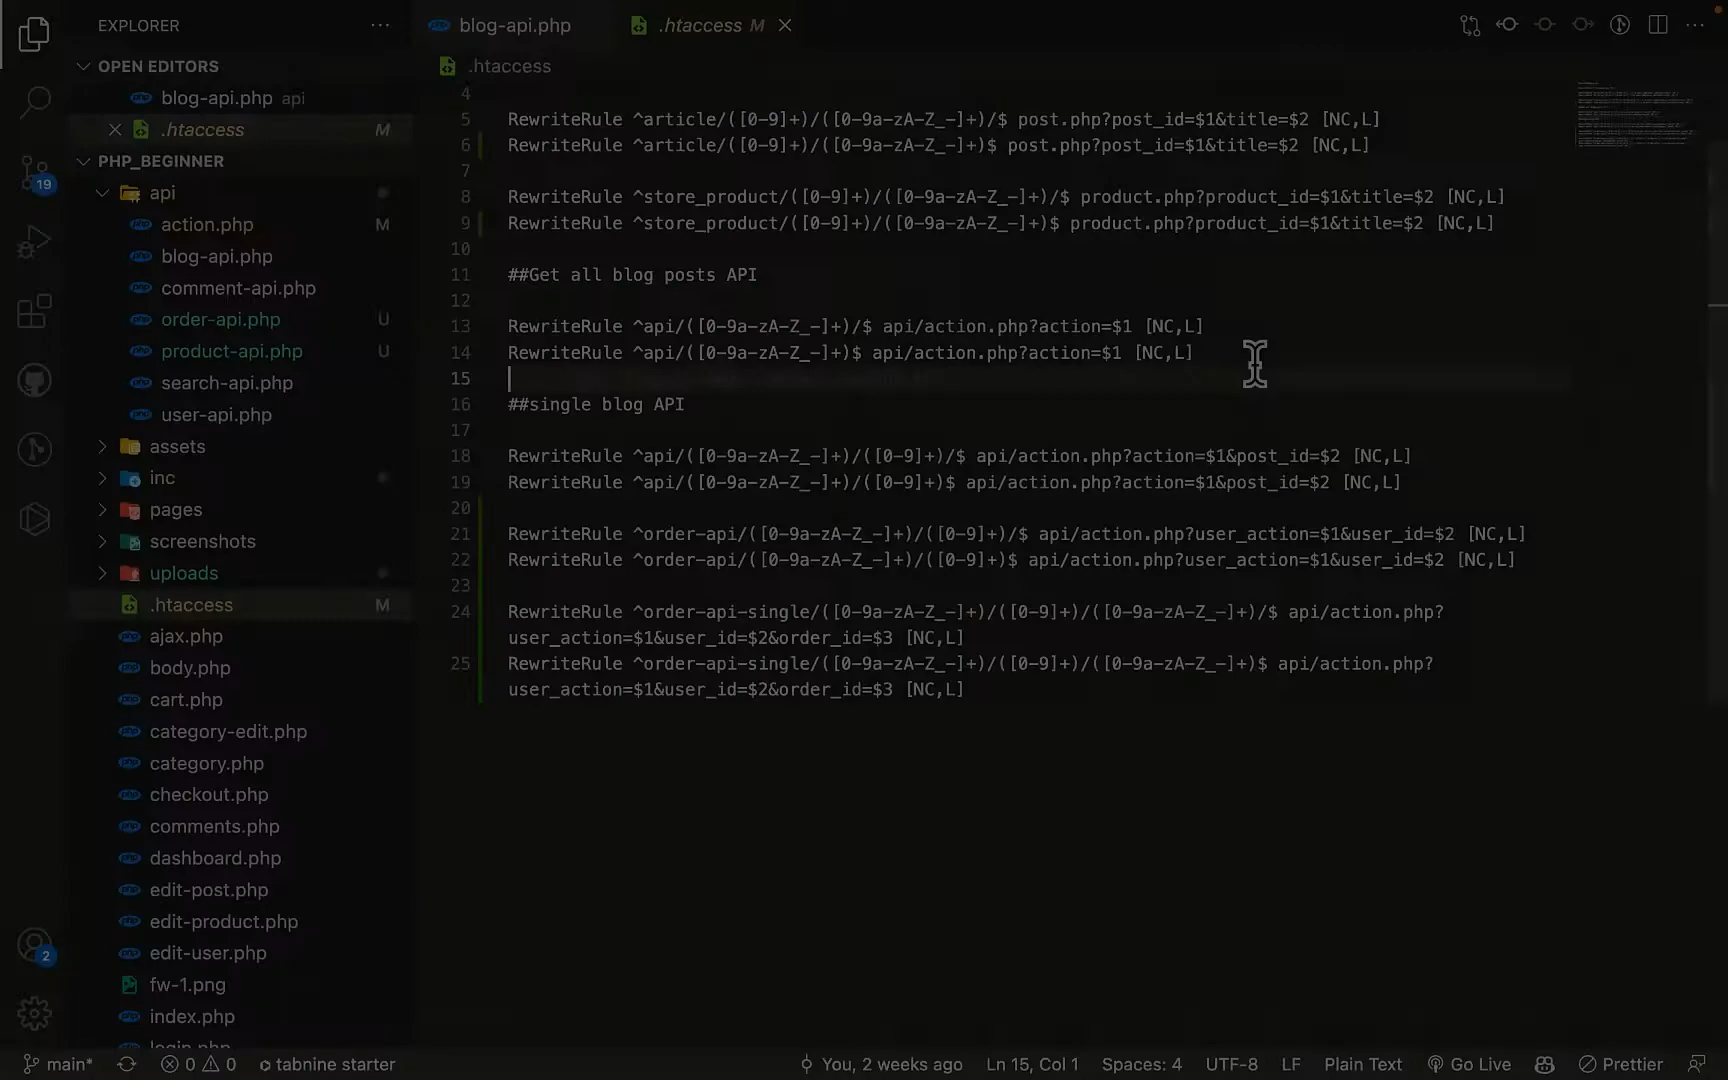 EXPLORER
OPEN EDITORS
blog-api.php api
.htaccess M
PHP_BEGINNER
api
action.php M
blog-api.php
comment-api.php
order-api.php U
product-api.php U
search-api.php
user-api.php
assets
inc
pages
screenshots
uploads
.htaccess M
ajax.php
body.php
cart.php
category-edit.php
category.php
checkout.php
comments.php
dashboard.php
edit-post.php
edit-product.php
edit-user.php
fw-1.png
index.php
login.php
19
2
blog-api.php
.htaccess M
.htaccess
4
5 RewriteRule ^article/([0-9]+)/([0-9a-zA-Z_-]+)/$ post.php?post_id=$1&title=$2 [NC,L]
6 RewriteRule ^article/([0-9]+)/([0-9a-zA-Z_-]+)$ post.php?post_id=$1&title=$2 [NC,L]
7
8 RewriteRule ^store_product/([0-9]+)/([0-9a-zA-Z_-]+)/$ product.php?product_id=$1&title=$2 [NC,L]
9 RewriteRule ^store_product/([0-9]+)/([0-9a-zA-Z_-]+)$ product.php?product_id=$1&title=$2 [NC,L]
10
11 ##Get all blog posts API
12
13 RewriteRule ^api/([0-9a-zA-Z_-]+)/$ api/action.php?action=$1 [NC,L]
14 RewriteRule ^api/([0-9a-zA-Z_-]+)$ api/action.php?action=$1 [NC,L]
15
16 ##single blog API
17
18 RewriteRule ^api/([0-9a-zA-Z_-]+)/([0-9]+)/$ api/action.php?action=$1&post_id=$2 [NC,L]
19 RewriteRule ^api/([0-9a-zA-Z_-]+)/([0-9]+)$ api/action.php?action=$1&post_id=$2 [NC,L]
20
21 RewriteRule ^order-api/([0-9a-zA-Z_-]+)/([0-9]+)/$ api/action.php?user_action=$1&user_id=$2 [NC,L]
22 RewriteRule ^order-api/([0-9a-zA-Z_-]+)/([0-9]+)$ api/action.php?user_action=$1&user_id=$2 [NC,L]
23
24 RewriteRule ^order-api-single/([0-9a-zA-Z_-]+)/([0-9]+)/([0-9a-zA-Z_-]+)/$ api/action.php?
user_action=$1&user_id=$2&order_id=$3 [NC,L]
25 RewriteRule ^order-api-single/([0-9a-zA-Z_-]+)/([0-9]+)/([0-9a-zA-Z_-]+)$ api/action.php?
user_action=$1&user_id=$2&order_id=$3 [NC,L]
main* 0 0 tabnine starter You, 2 weeks ago Ln 15, Col 1 Spaces: 4 UTF-8 LF Plain Text Go Live Prettier